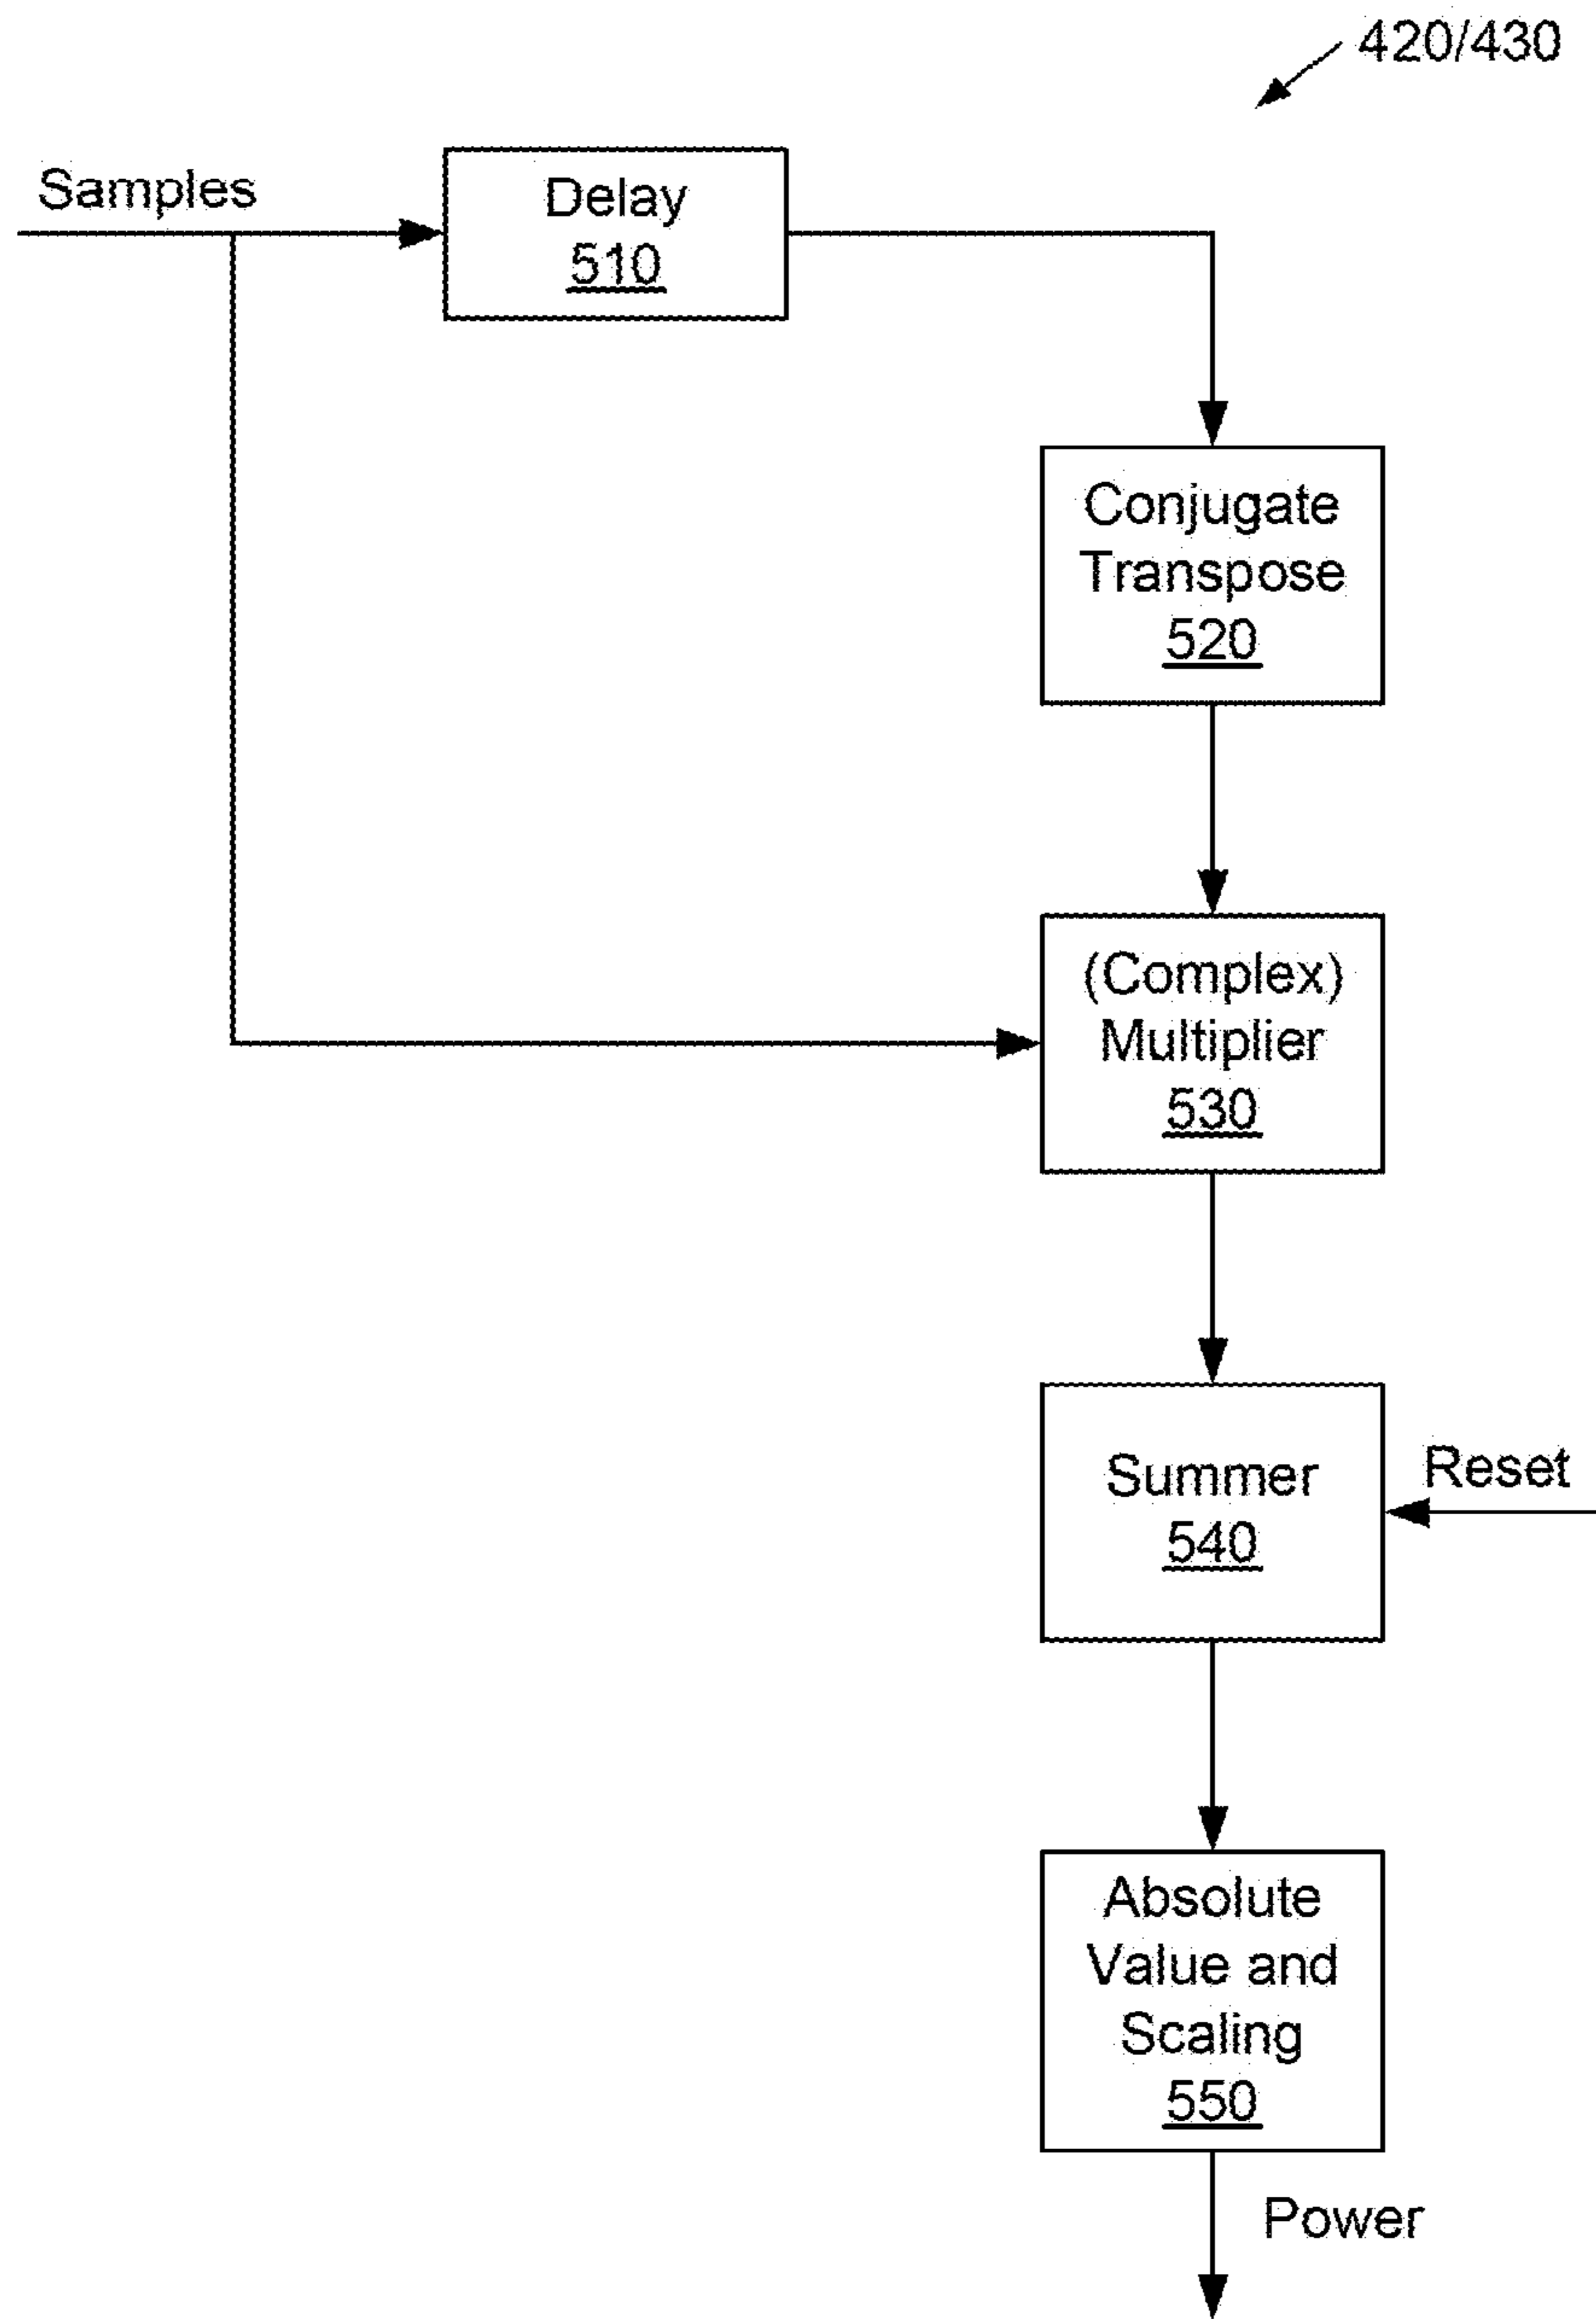 420/430
Samples
Delay
510
Conjugate
Transpose
520
(Complex)
Multiplier
530
Summer
540
Reset
Absolute
Value and
Scaling
550
Power